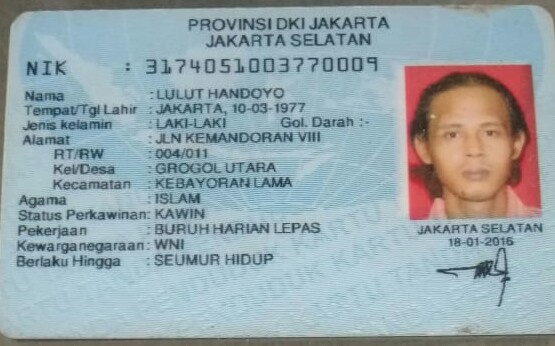 PROVINSI DKI JAKARTA
JAKARTA SELATAN
NIK : 3174051003770009
Nama : LULUT HANDOYO
Tempat/Tgl Lahir : JAKARTA, 10-03-1977
Jenis kelamin : LAKI-LAKI Gol. Darah :-
Alamat : JLN KEMANDORAN VIII
RT/RW : 004/011
Kel/Desa : GROGOL UTARA
Kecamatan : KEBAYORAN LAMA
Agama : ISLAM
Status Perkawinan: KAWIN
Pekerjaan : BURUH HARIAN LEPAS
Kewarganegaraan: WNI
Berlaku Hingga : SEUMUR HIDUP
JAKARTA SELATAN
18-01-2016